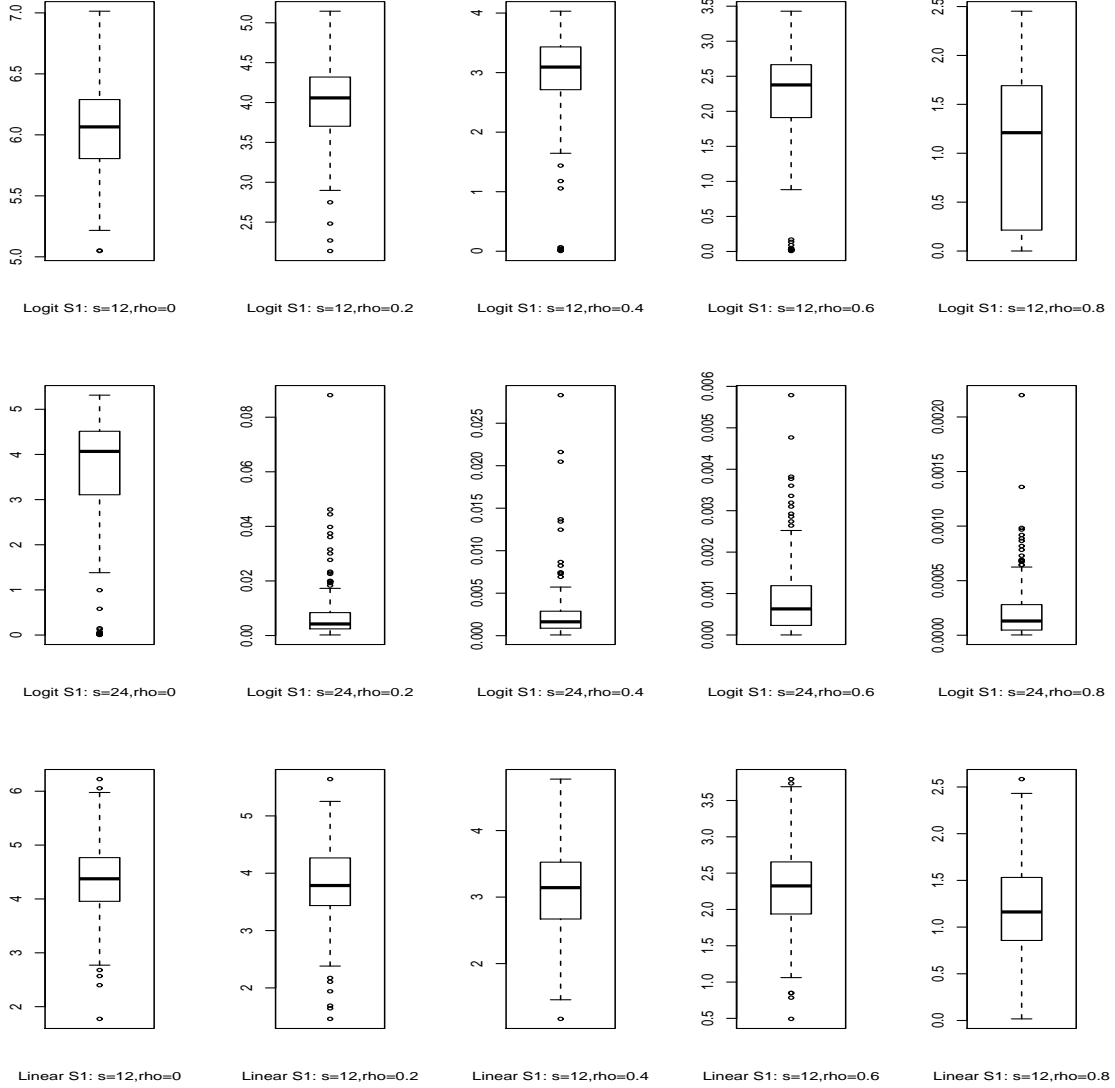 5.0 5.5 6.0 6.5 7.0
2.5 3.0 3.5 4.0 4.5 5.0
0 1 2 3 4
0.0 0.5 1.0 1.5 2.0 2.5 3.0 3.5
0.0 0.5 1.0 1.5 2.0 2.5
Logit S1: s=12,rho=0
Logit S1: s=12,rho=0.2
Logit S1: s=12,rho=0.4
Logit S1: s=12,rho=0.6
Logit S1: s=12,rho=0.8
0 1 2 3 4 5
0.00 0.02 0.04 0.06 0.08
0.000 0.005 0.010 0.015 0.020 0.025
0.000 0.001 0.002 0.003 0.004 0.005 0.006
0.0000 0.0005 0.0010 0.0015 0.0020
Logit S1: s=24,rho=0
Logit S1: s=24,rho=0.2
Logit S1: s=24,rho=0.4
Logit S1: s=24,rho=0.6
Logit S1: s=24,rho=0.8
2 3 4 5 6
2 3 4 5
2 3 4
0.5 1.0 1.5 2.0 2.5 3.0 3.5
0.0 0.5 1.0 1.5 2.0 2.5
Linear S1: s=12,rho=0
Linear S1: s=12,rho=0.2
Linear S1: s=12,rho=0.4
Linear S1: s=12,rho=0.6
Linear S1: s=12,rho=0.8